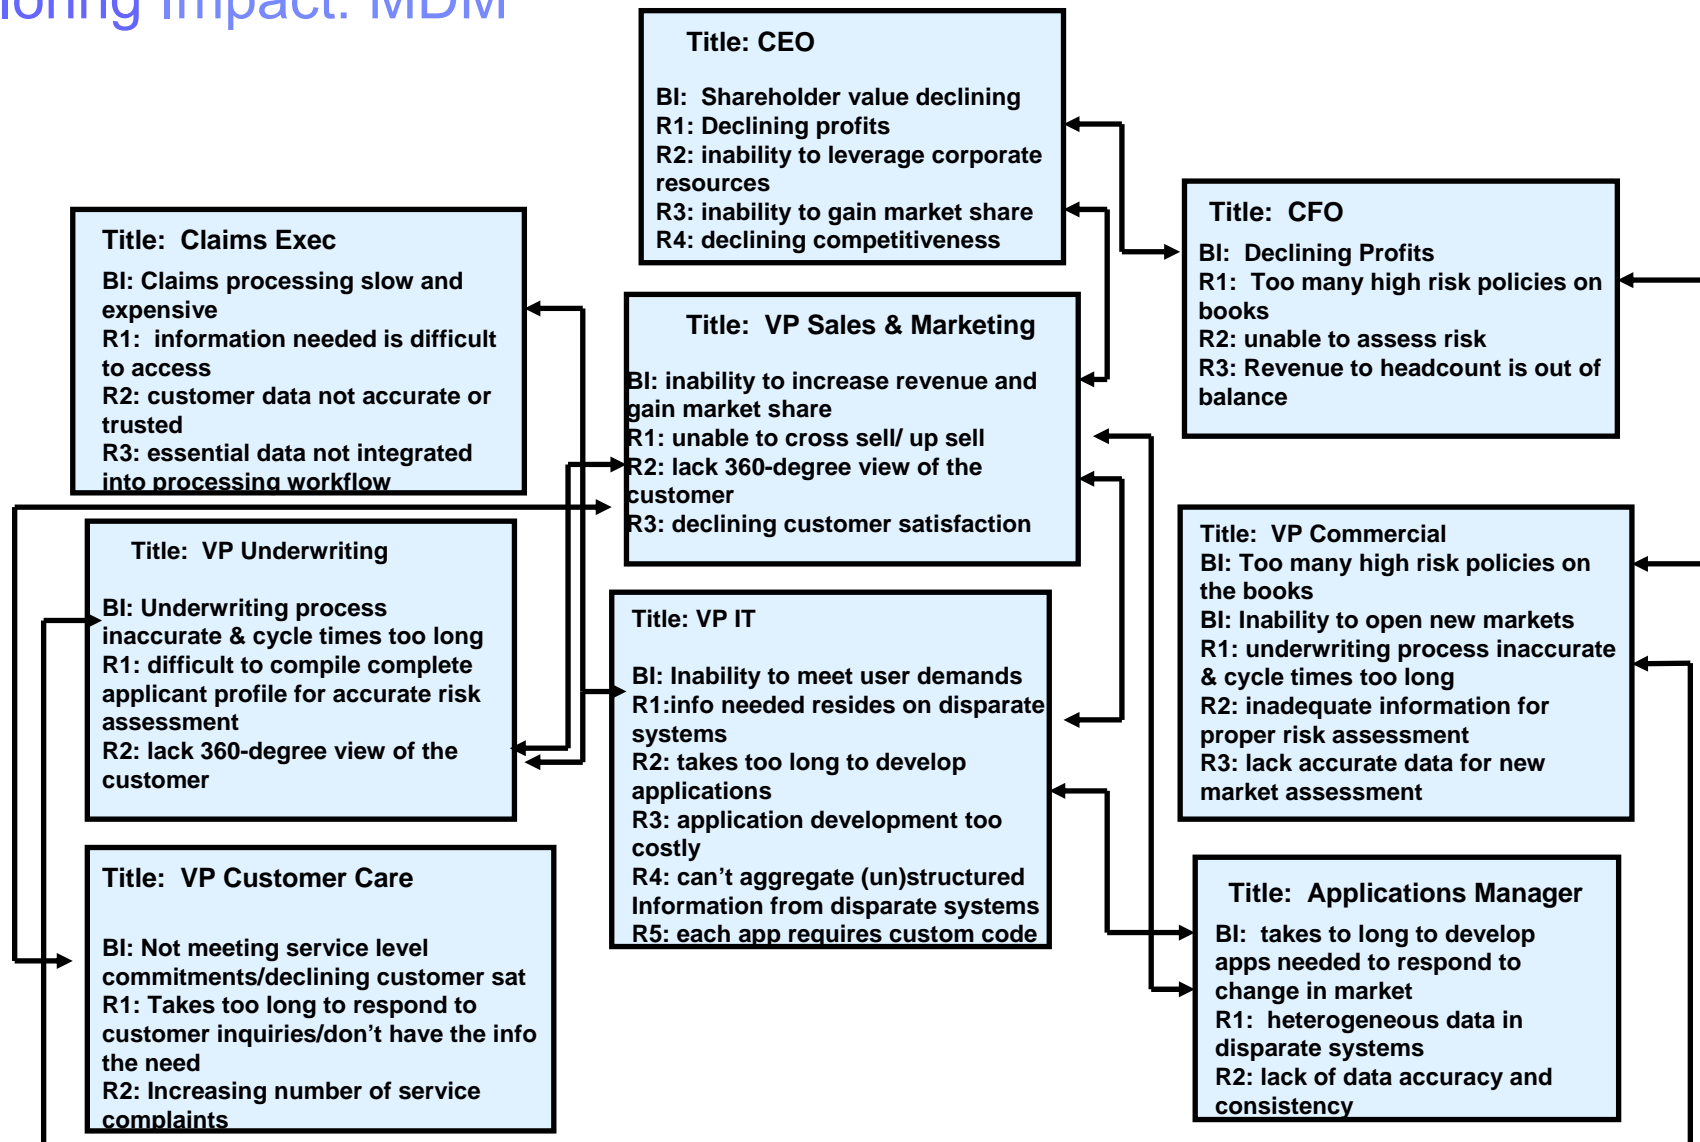 loring Impact: MDM
Title: CEO
BI: Shareholder value declining
R1: Declining profits
R2: inability to leverage corporate
resources
R3: inability to gain market share
R4: declining competitiveness
Title: CFO
BI: Declining Profits
R1: Too many high risk policies on
books
R2: unable to assess risk
R3: Revenue to headcount is out of
balance
Title: Claims Exec
BI: Claims processing slow and
expensive
R1: information needed is difficult
to access
R2: customer data not accurate or
trusted
R3: essential data not integrated
into processing workflow
Title: VP Sales & Marketing
BI: inability to increase revenue and
gain market share
R1: unable to cross sell/ up sell
R2: lack 360-degree view of the
customer
R3: declining customer satisfaction
Title: VP Underwriting
BI: Underwriting process
inaccurate & cycle times too long
R1: difficult to compile complete
applicant profile for accurate risk
assessment
R2: lack 360-degree view of the
customer
Title: VP IT
BI: Inability to meet user demands
R1:info needed resides on disparate
systems
R2: takes too long to develop
applications
R3: application development too
costly
R4: can't aggregate (un)structured
Information from disparate systems
R5: each app requires custom code
Title: VP Commercial
BI: Too many high risk policies on
the books
BI: Inability to open new markets
R1: underwriting process inaccurate
& cycle times too long
R2: inadequate information for
proper risk assessment
R3: lack accurate data for new
market assessment
Title: VP Customer Care
BI: Not meeting service level
commitments/declining customer sat
R1: Takes too long to respond to
customer inquiries/don't have the info
the need
R2: Increasing number of service
complaints
Title: Applications Manager
BI: takes to long to develop
apps needed to respond to
change in market
R1: heterogeneous data in
disparate systems
R2: lack of data accuracy and
consistency